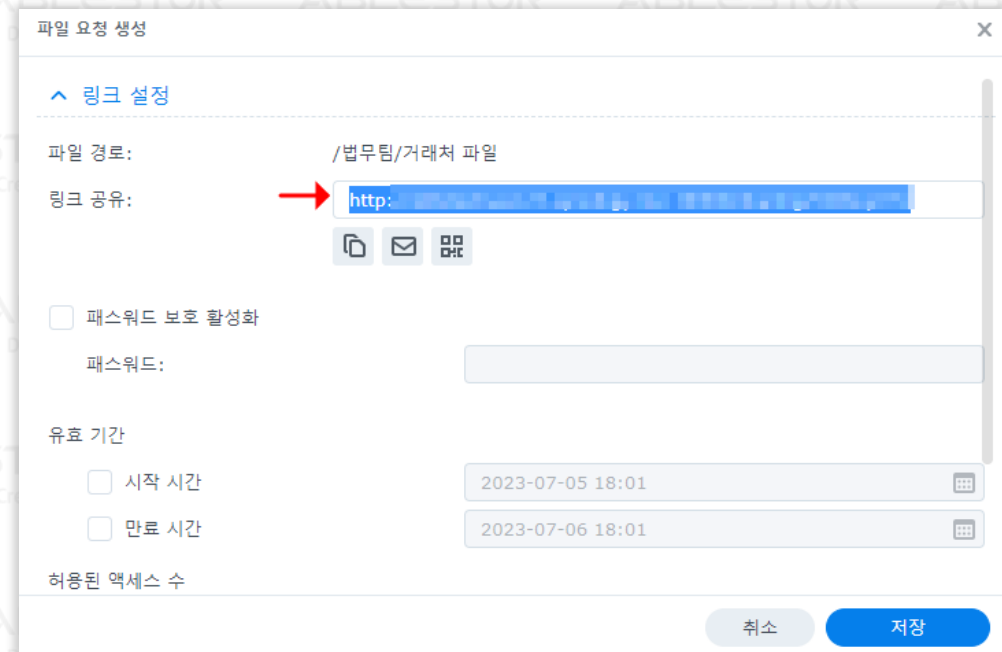 파일 요청 생성
링크 설정
파일 경로: /법무팀/거래처 파일
링크 공유: http:
패스워드 보호 활성화
패스워드:
유효 기간
시작 시간 2023-07-05 18:01
만료 시간 2023-07-06 18:01
허용된 액세스 수
취소 저장